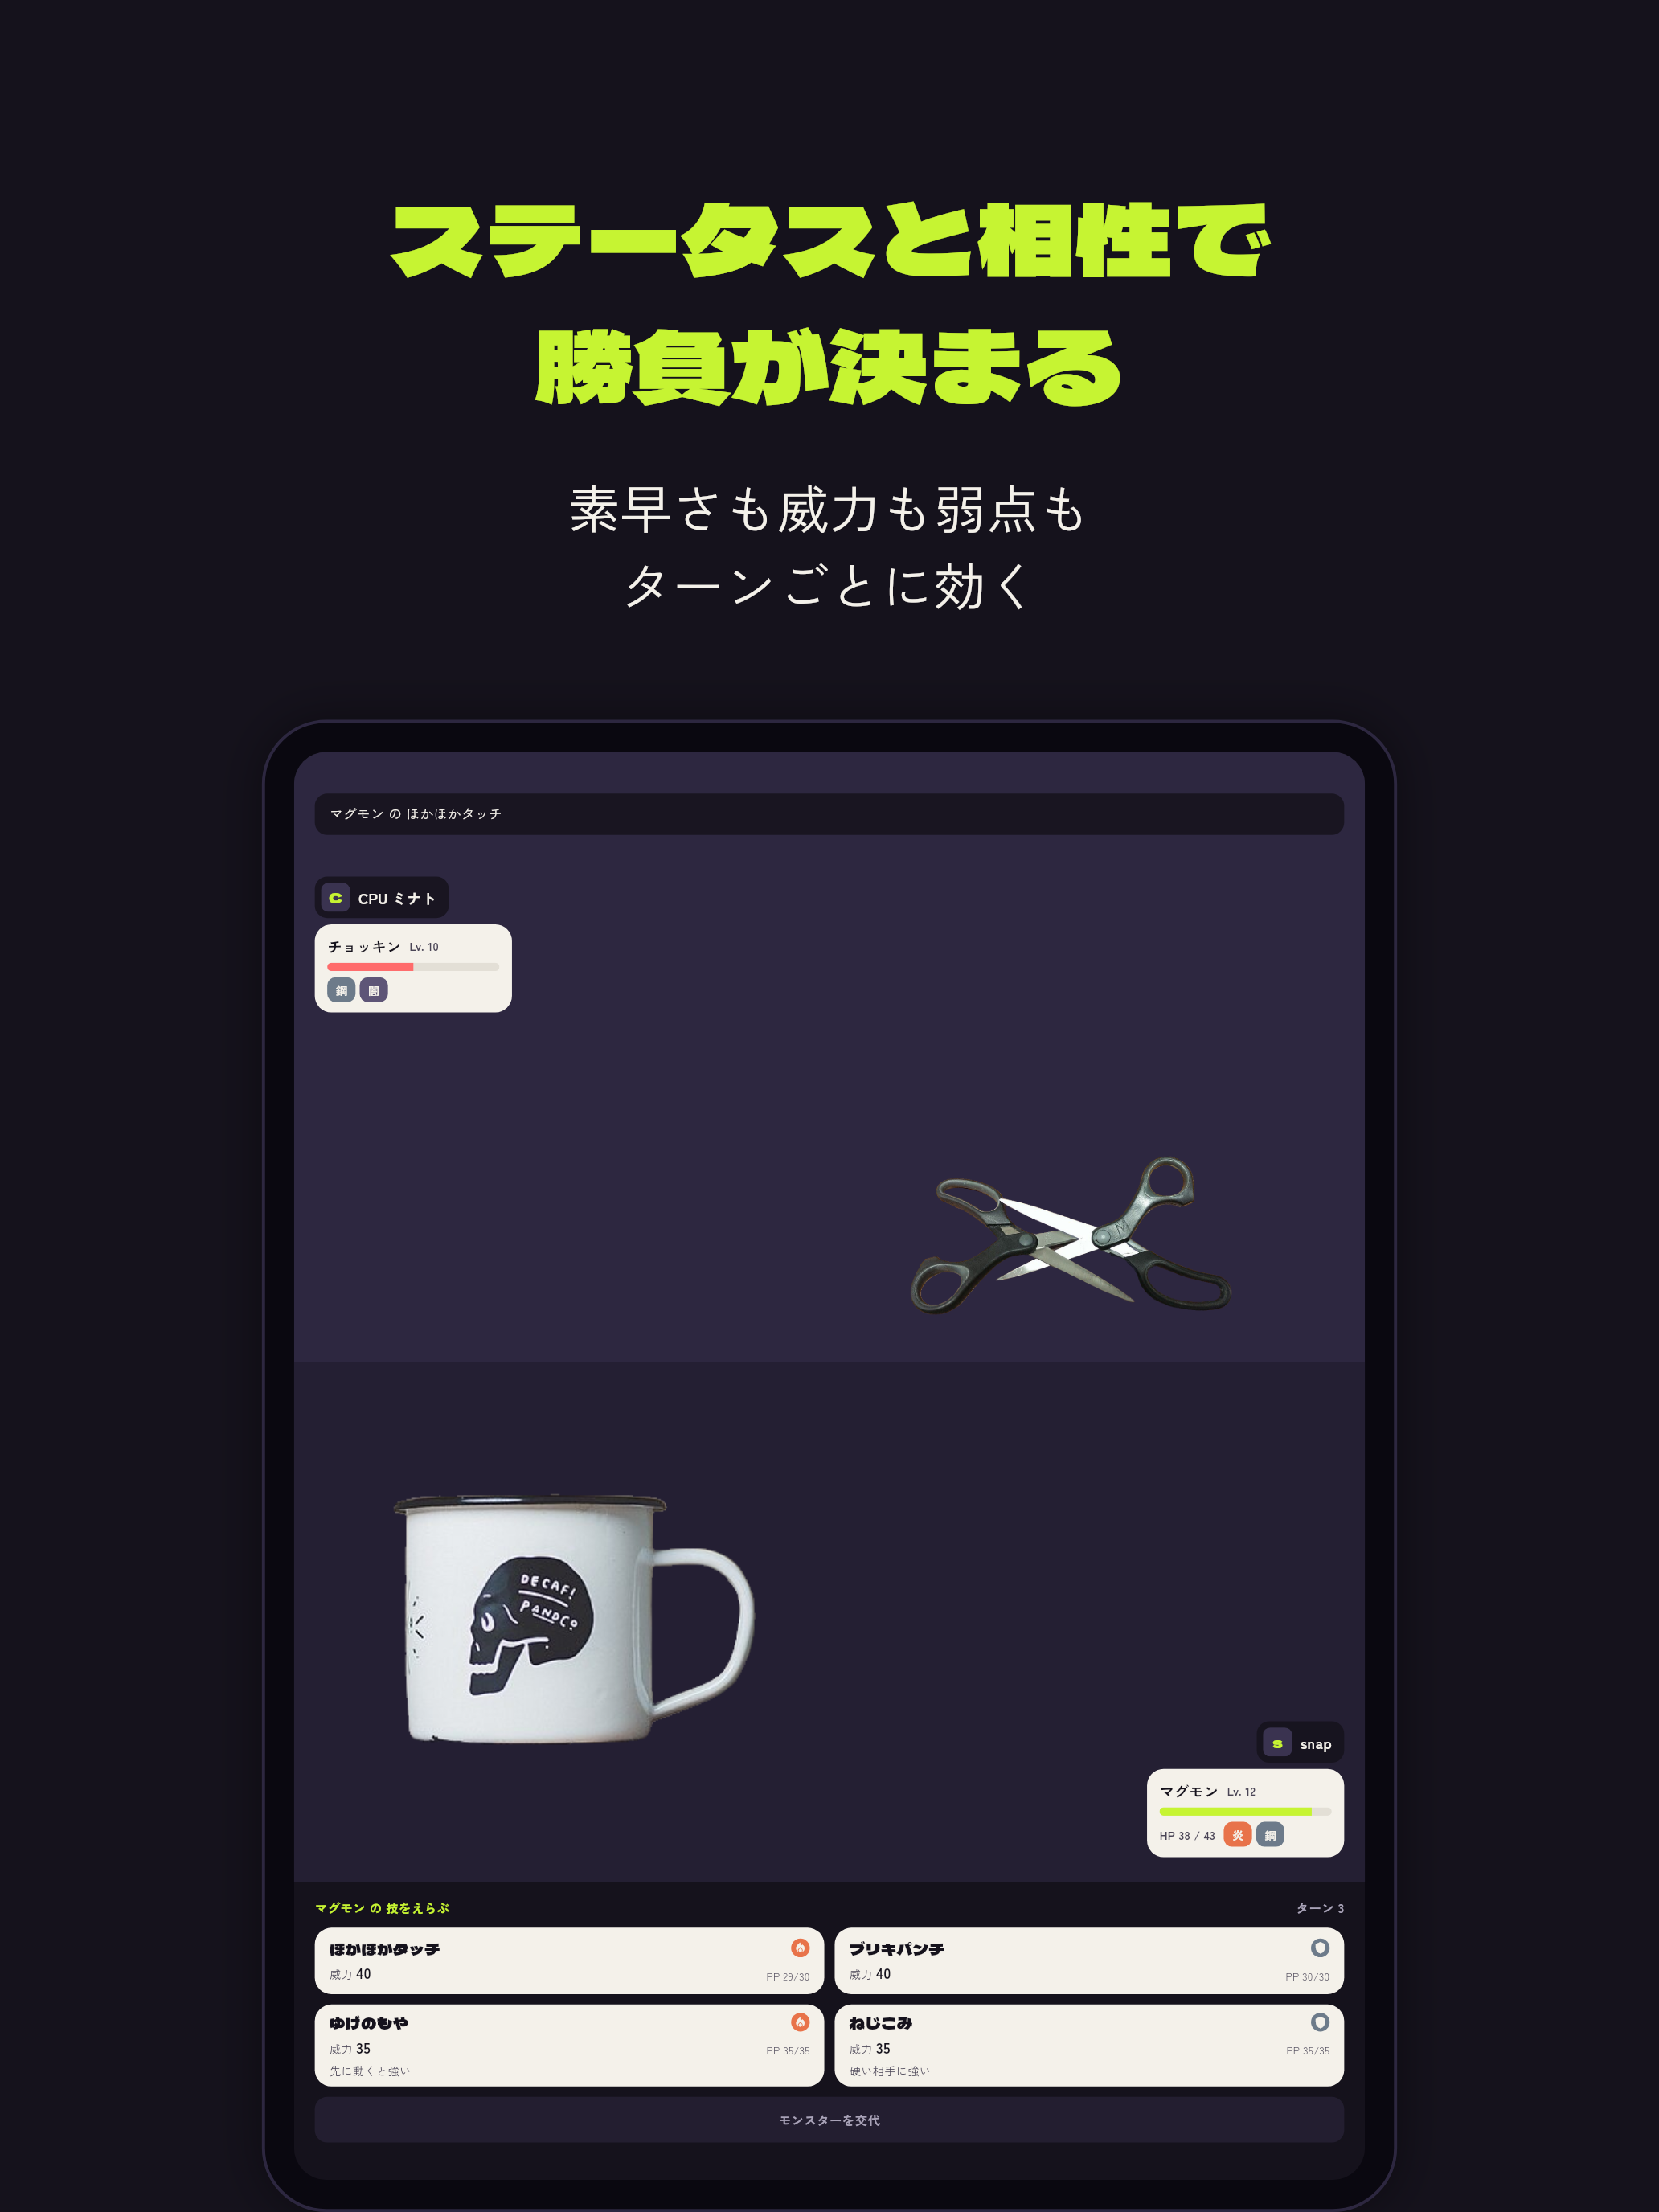 ステータスと相性で
勝負が決まる
素早さも威力も弱点も
ターンごとに効く
マグモン の ほかほかタッチ
C CPU ミナト
チョッキン Lv. 10
鋼 闇
DECAF!
PANDCO
s snap
マグモン Lv. 12
HP 38 / 43 炎 鋼
マグモン の 技をえらぶ ターン 3
ほかほかタッチ
威力 40 PP 29/30
ブリキパンチ
威力 40 PP 30/30
ゆげのもや
威力 35 PP 35/35
先に動くと強い
ねじこみ
威力 35 PP 35/35
硬い相手に強い
モンスターを交代